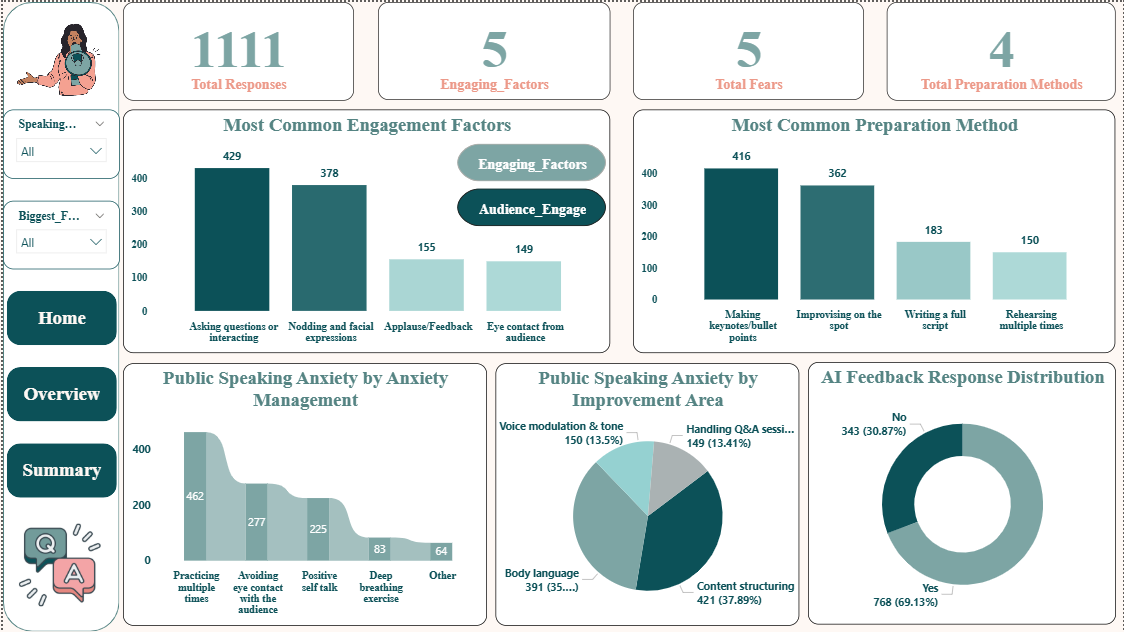 1111
Total Responses
5
Engaging_Factors
5
Total Fears
4
Total Preparation Methods
Speaking...
All
Biggest_F...
All
Home
Overview
Summary
Q
A
Most Common Engagement Factors
Engaging_Factors
Audience_Engage
400
300
200
100
0
429
378
155
149
Asking questions or
interacting
Nodding and facial
expressions
Applause/Feedback
Eye contact from
audience
Most Common Preparation Method
400
300
200
100
0
416
362
183
150
Making
keynotes/bullet
points
Improvising on the
spot
Writing a full
script
Rehearsing
multiple times
Public Speaking Anxiety by Anxiety
Management
400
200
0
462
277
225
83
64
Practicing
multiple
times
Avoiding
eye contact
with the
audience
Positive
self talk
Deep
breathing
exercise
Other
Public Speaking Anxiety by
Improvement Area
Voice modulation & tone
150 (13.5%)
Handling Q&A sessi...
149 (13.41%)
Body language
391 (35....)
Content structuring
421 (37.89%)
AI Feedback Response Distribution
No
343 (30.87%)
Yes
768 (69.13%)